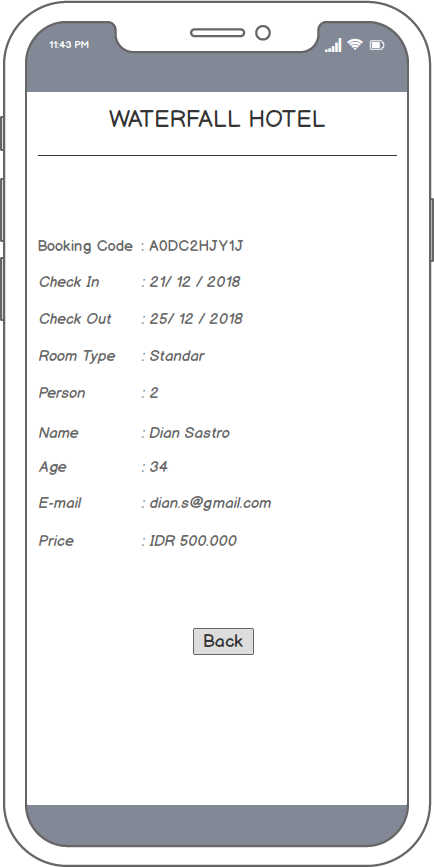 11:43 PM
WATERFALL HOTEL
Booking Code : A0DC2HJY1J
Check In : 21/ 12 / 2018
Check Out : 25/ 12 / 2018
Room Type : Standar
Person : 2
Name : Dian Sastro
Age : 34
E-mail : dian.s@gmail.com
Price : IDR 500.000
Back